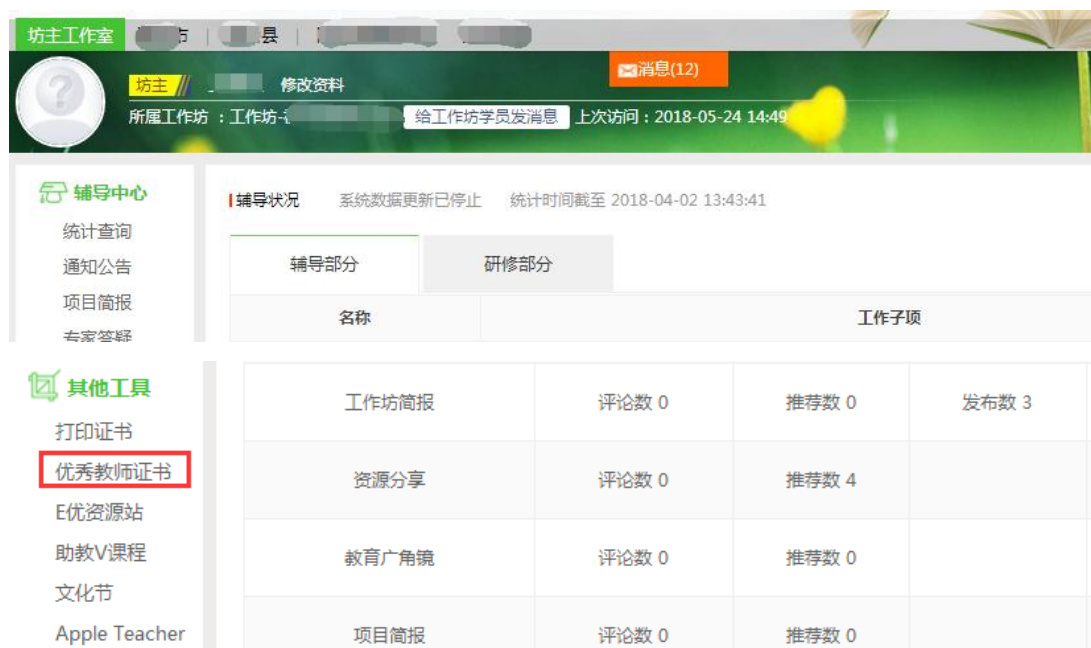 坊主工作室 市 | 县 |
消息(12)
坊主 // 修改资料
所属工作坊 ：工作坊- 给工作坊学员发消息 上次访问：2018-05-24 14:49
辅导中心
统计查询
通知公告
项目简报
专家答疑
辅导状况 系统数据更新已停止 统计时间截至 2018-04-02 13:43:41
辅导部分 研修部分
名称 工作子项
其他工具
打印证书
优秀教师证书
E优资源站
助教V课程
文化节
Apple Teacher
工作坊简报 评论数 0 推荐数 0 发布数 3
资源分享 评论数 0 推荐数 4
教育广角镜 评论数 0 推荐数 0
项目简报 评论数 0 推荐数 0